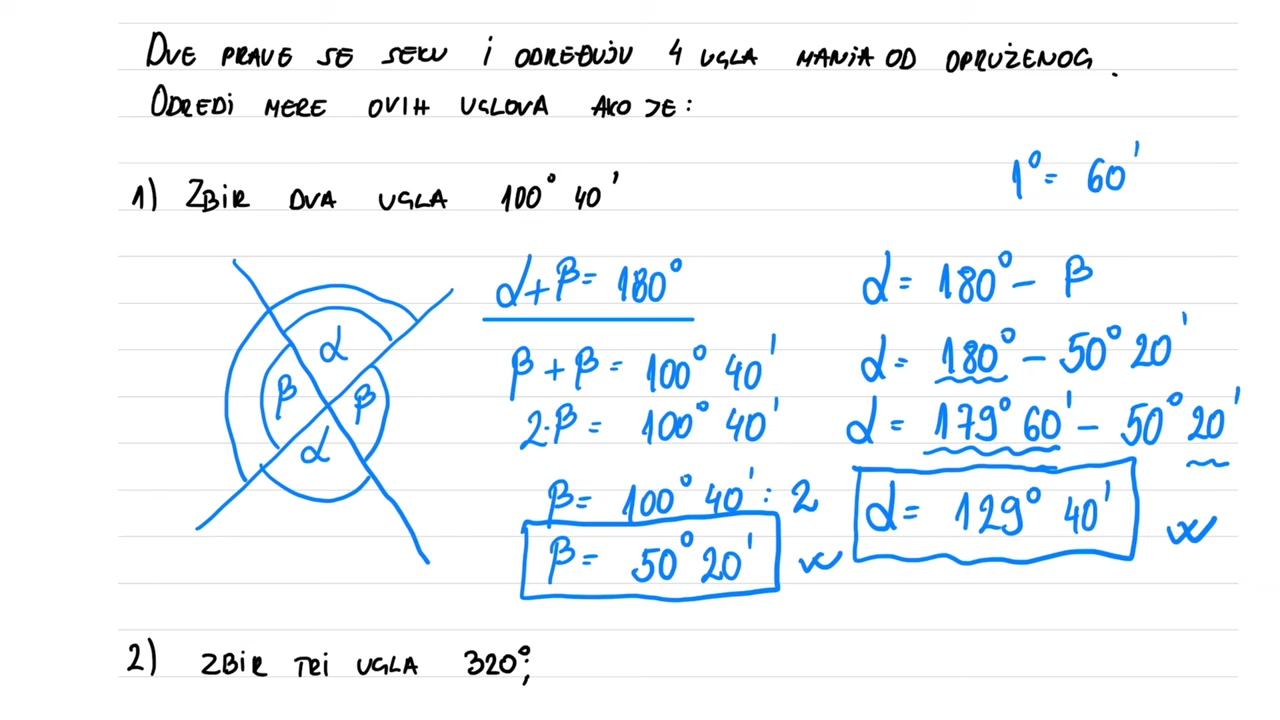 DVE PRAVE SE SEKU I ODREĐUJU 4 UGLA MANJA OD OPRUŽENOG.
ODREDI MERE OVIH UGLOVA AKO JE:
1) ZBIR DVA UGLA 100° 40'
1° = 60'
α
β
β
α
α + β = 180°
β + β = 100° 40'
2·β = 100° 40'
β = 100° 40' : 2
β = 50° 20'
α = 180° - β
α = 180° - 50° 20'
α = 179° 60' - 50° 20'
α = 129° 40'
2) ZBIR TRI UGLA 320°;